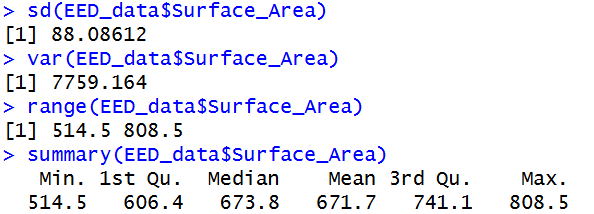 > sd(EED_data$Surface_Area)
[1] 88.08612
> var(EED_data$Surface_Area)
[1] 7759.164
> range(EED_data$Surface_Area)
[1] 514.5 808.5
> summary(EED_data$Surface_Area)
Min. 1st Qu. Median Mean 3rd Qu. Max.
514.5 606.4 673.8 671.7 741.1 808.5